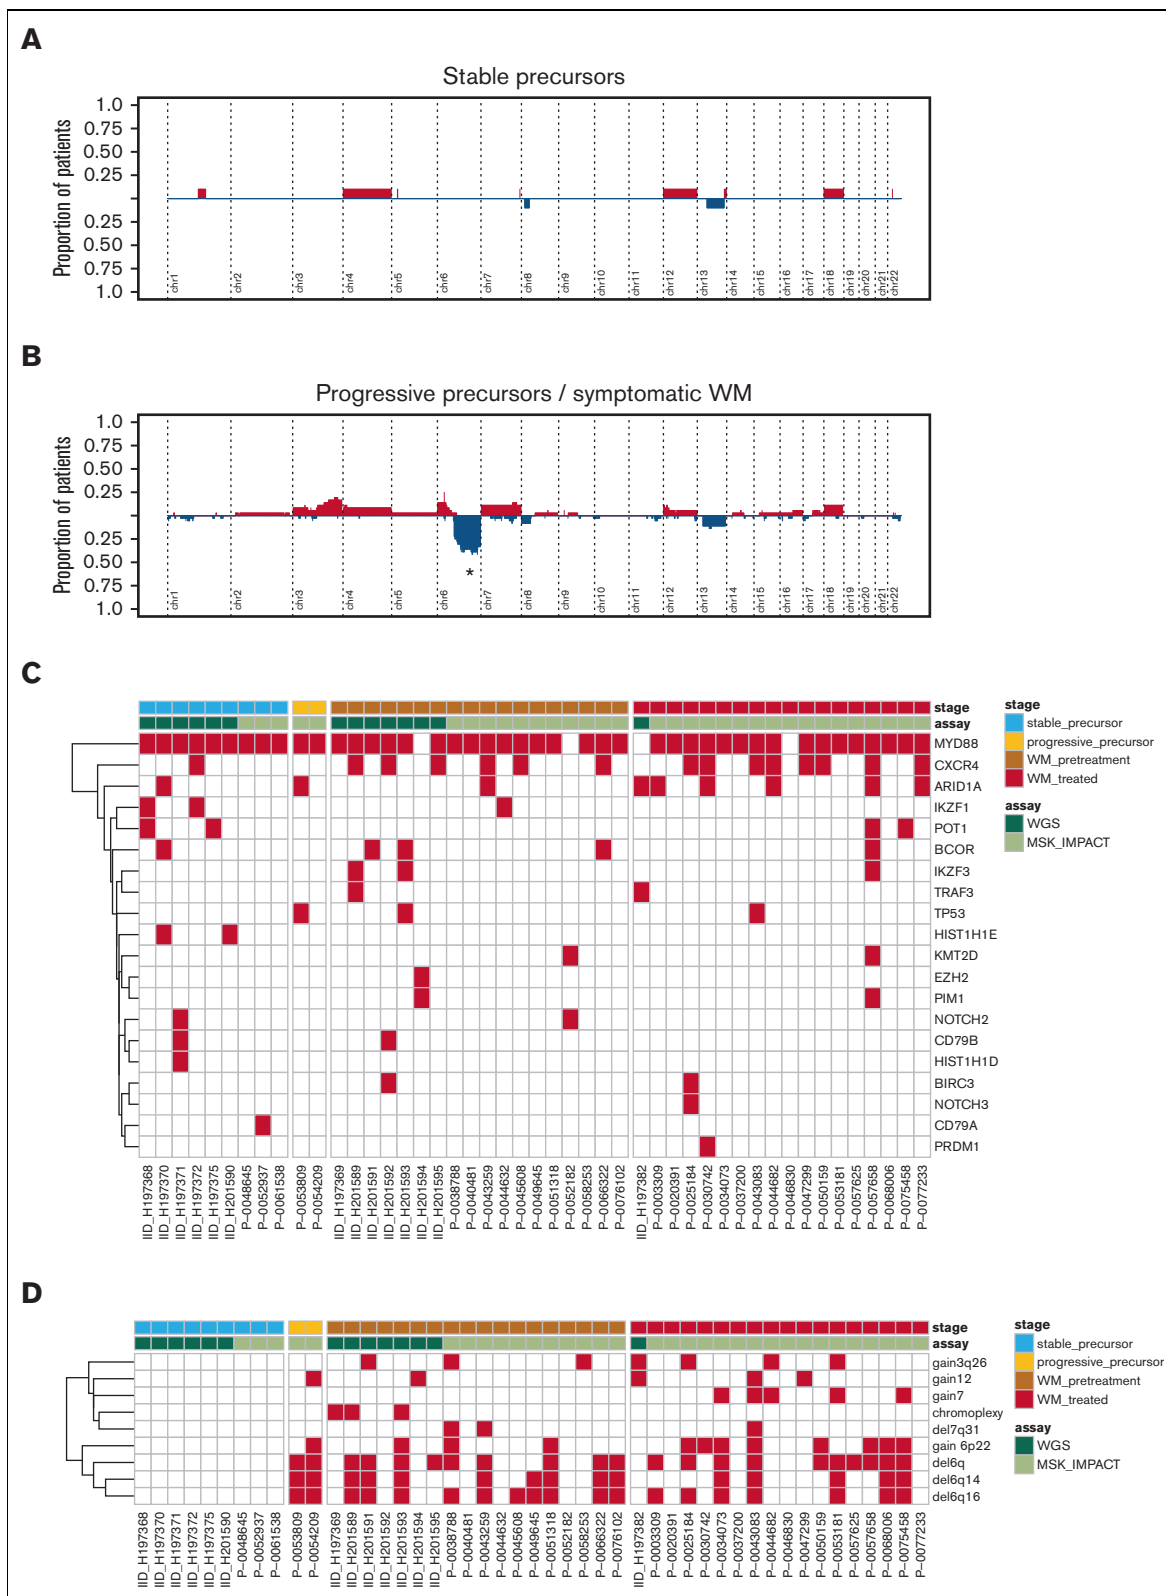 A
Stable precursors
Proportion of patients
1.0
0.75
0.50
0.25
0.25
0.50
0.75
1.0
chr1
chr2
chr3
chr4
chr5
chr6
chr7
chr8
chr9
chr10
chr11
chr12
chr13
chr14
chr15
chr16
chr17
chr18
chr19
chr20
chr21
chr22
B
Progressive precursors / symptomatic WM
Proportion of patients
1.0
0.75
0.50
0.25
0.25
0.50
0.75
1.0
*
chr1
chr2
chr3
chr4
chr5
chr6
chr7
chr8
chr9
chr10
chr11
chr12
chr13
chr14
chr15
chr16
chr17
chr18
chr19
chr20
chr21
chr22
C
stage
assay
MYD88
CXCR4
ARID1A
IKZF1
POT1
BCOR
IKZF3
TRAF3
TP53
HIST1H1E
KMT2D
EZH2
PIM1
NOTCH2
CD79B
HIST1H1D
BIRC3
NOTCH3
CD79A
PRDM1
stage
stable_precursor
progressive_precursor
WM_pretreatment
WM_treated
assay
WGS
MSK_IMPACT
IID_H197368
IID_H197370
IID_H197371
IID_H197372
IID_H197375
IID_H201590
P-0048645
P-0052937
P-0061538
P-0053809
P-0054209
IID_H197369
IID_H201589
IID_H201591
IID_H201592
IID_H201593
IID_H201594
IID_H201595
P-0038788
P-0040481
P-0043259
P-0044632
P-0045608
P-0049645
P-0051318
P-0052182
P-0058253
P-0066322
P-0076102
IID_H197382
P-0003309
P-0020391
P-0025184
P-0030742
P-0034073
P-0037200
P-0043083
P-0044682
P-0046830
P-0047299
P-0050159
P-0053181
P-0057625
P-0057658
P-0068006
P-0075458
P-0077233
D
stage
assay
gain3q26
gain12
gain7
chromoplexy
del7q31
gain 6p22
del6q
del6q14
del6q16
stage
stable_precursor
progressive_precursor
WM_pretreatment
WM_treated
assay
WGS
MSK_IMPACT
IID_H197368
IID_H197370
IID_H197371
IID_H197372
IID_H197375
IID_H201590
P-0048645
P-0052937
P-0061538
P-0053809
P-0054209
IID_H197369
IID_H201589
IID_H201591
IID_H201592
IID_H201593
IID_H201594
IID_H201595
P-0038788
P-0040481
P-0043259
P-0044632
P-0045608
P-0049645
P-0051318
P-0052182
P-0058253
P-0066322
P-0076102
IID_H197382
P-0003309
P-0020391
P-0025184
P-0030742
P-0034073
P-0037200
P-0043083
P-0044682
P-0046830
P-0047299
P-0050159
P-0053181
P-0057625
P-0057658
P-0068006
P-0075458
P-0077233